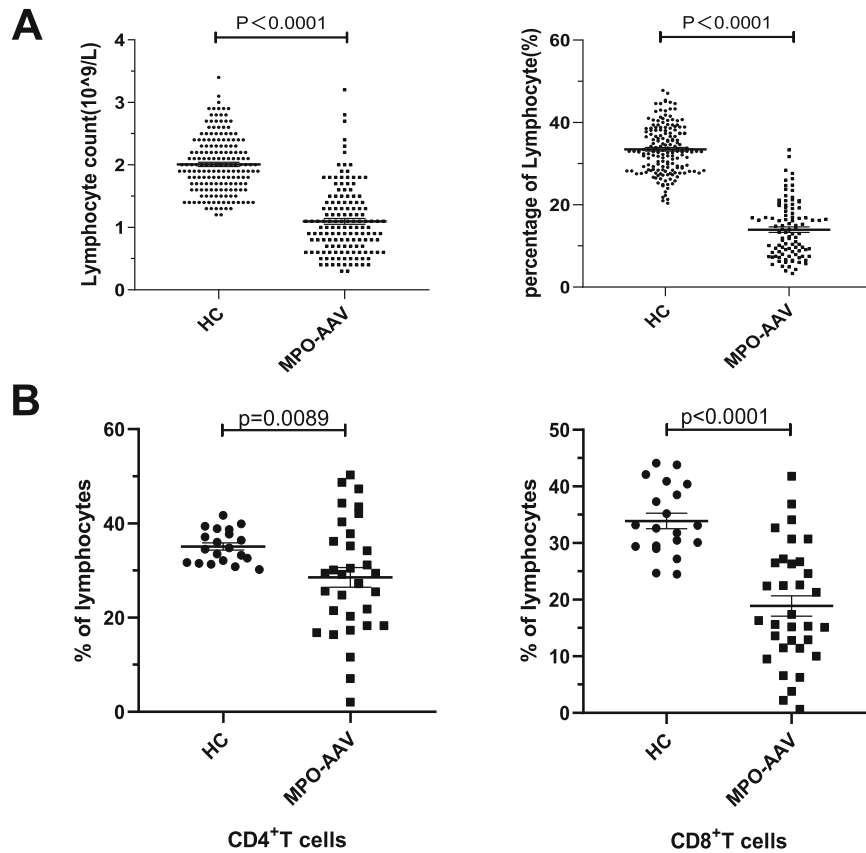 A
P＜0.0001
Lymphocyte count(10^9/L)
4
3
2
1
0
HC
MPO-AAV
P＜0.0001
percentage of Lymphocyte(%)
60
40
20
0
HC
MPO-AAV
B
p=0.0089
% of lymphocytes
60
40
20
0
HC
MPO-AAV
CD4⁺T cells
p<0.0001
% of lymphocytes
50
40
30
20
10
0
HC
MPO-AAV
CD8⁺T cells